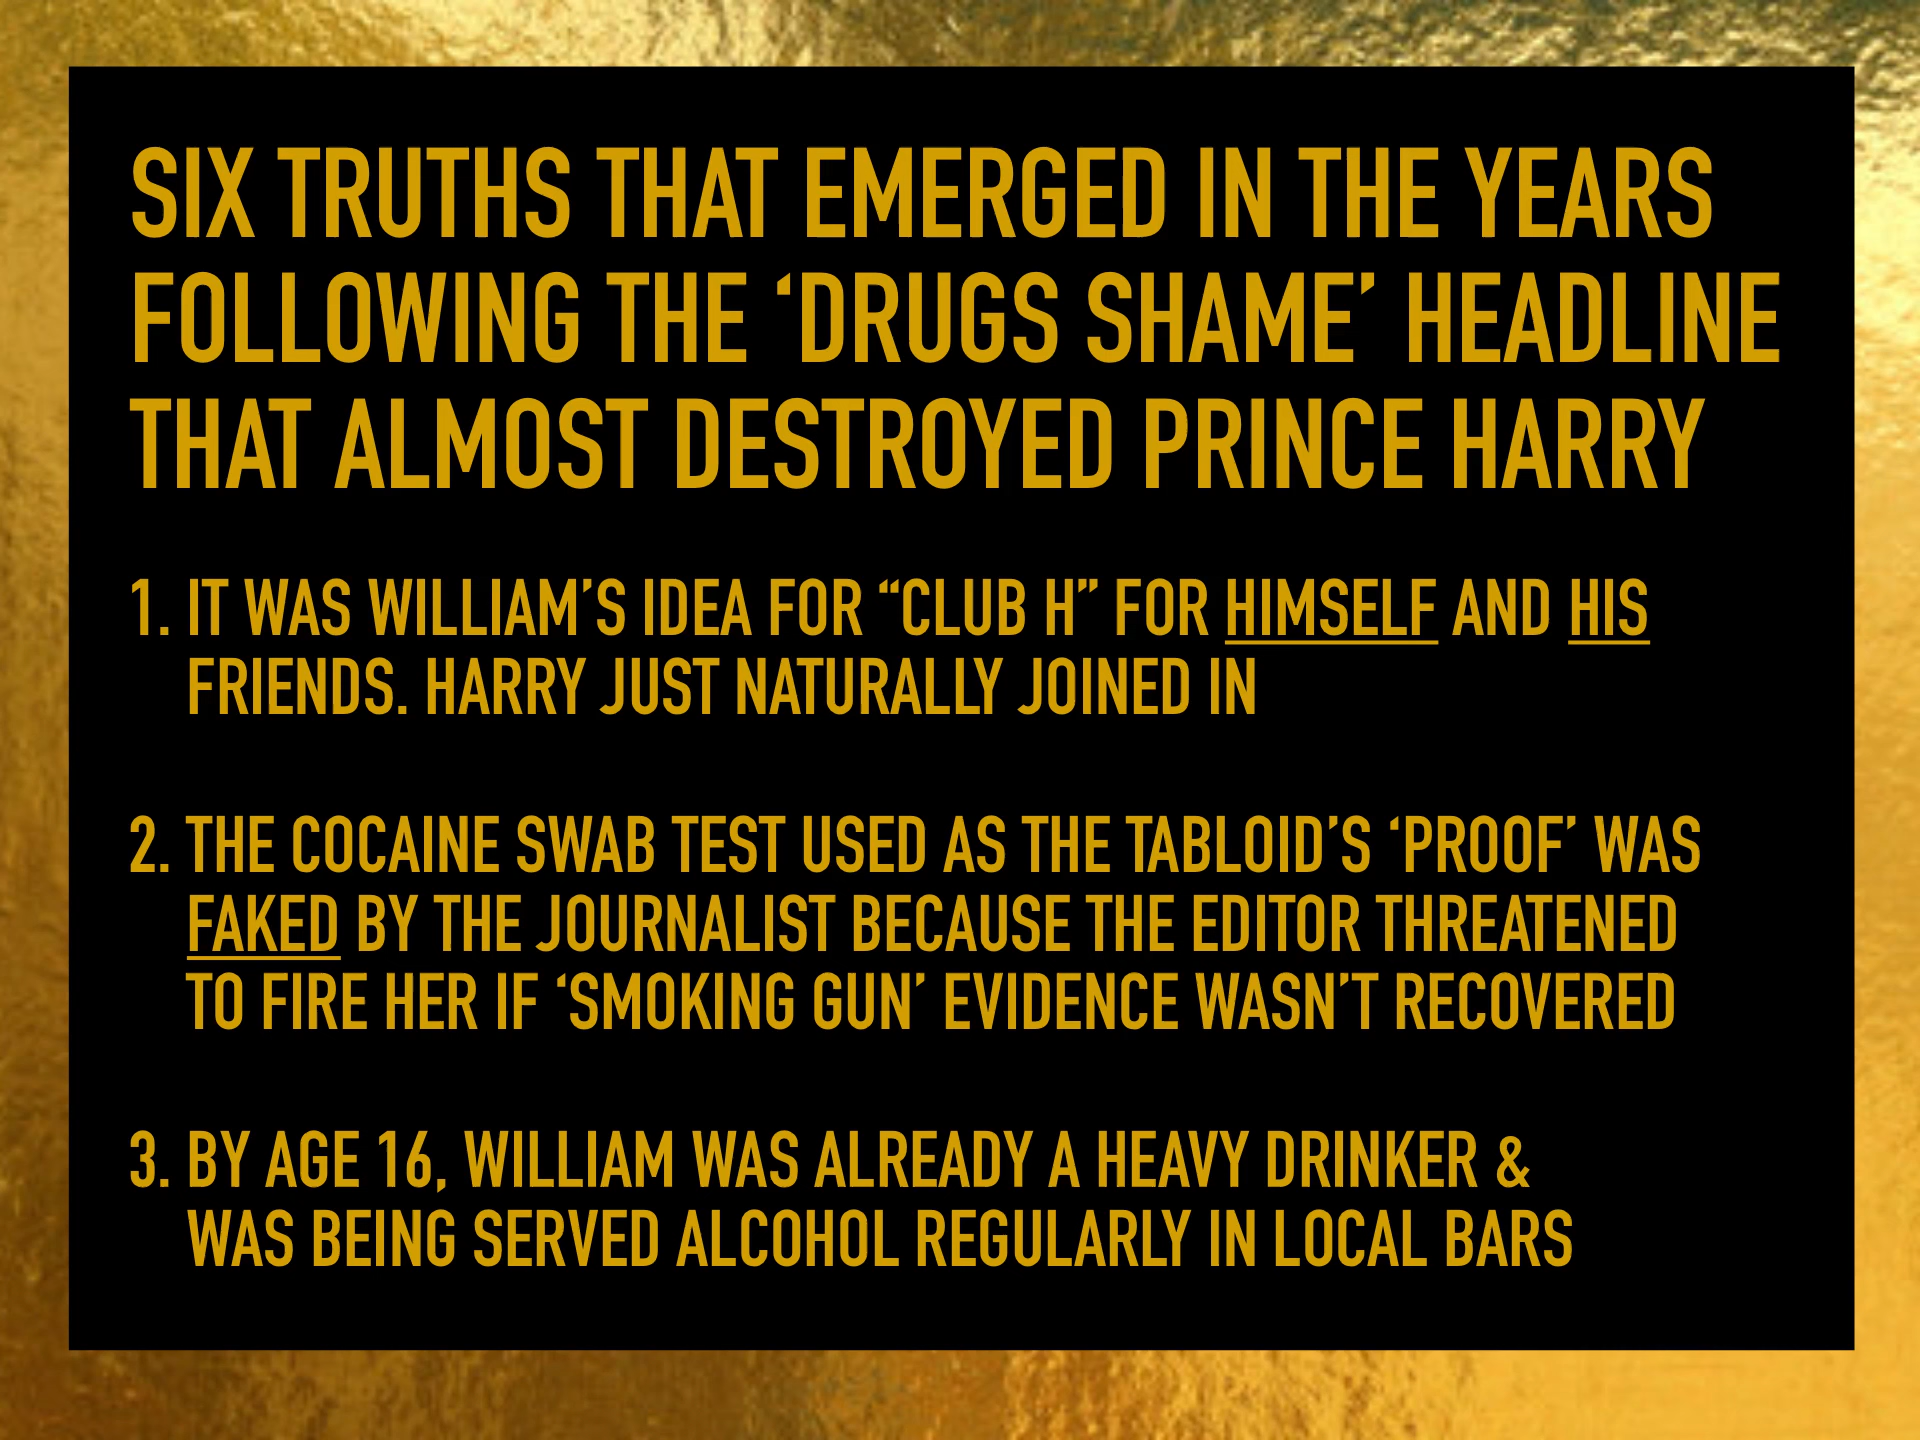 SIX TRUTHS THAT EMERGED IN THE YEARS
FOLLOWING THE ‘DRUGS SHAME’ HEADLINE
THAT ALMOST DESTROYED PRINCE HARRY
1. IT WAS WILLIAM’S IDEA FOR “CLUB H” FOR HIMSELF AND HIS
FRIENDS. HARRY JUST NATURALLY JOINED IN
2. THE COCAINE SWAB TEST USED AS THE TABLOID’S ‘PROOF’ WAS
FAKED BY THE JOURNALIST BECAUSE THE EDITOR THREATENED
TO FIRE HER IF ‘SMOKING GUN’ EVIDENCE WASN’T RECOVERED
3. BY AGE 16, WILLIAM WAS ALREADY A HEAVY DRINKER &
WAS BEING SERVED ALCOHOL REGULARLY IN LOCAL BARS